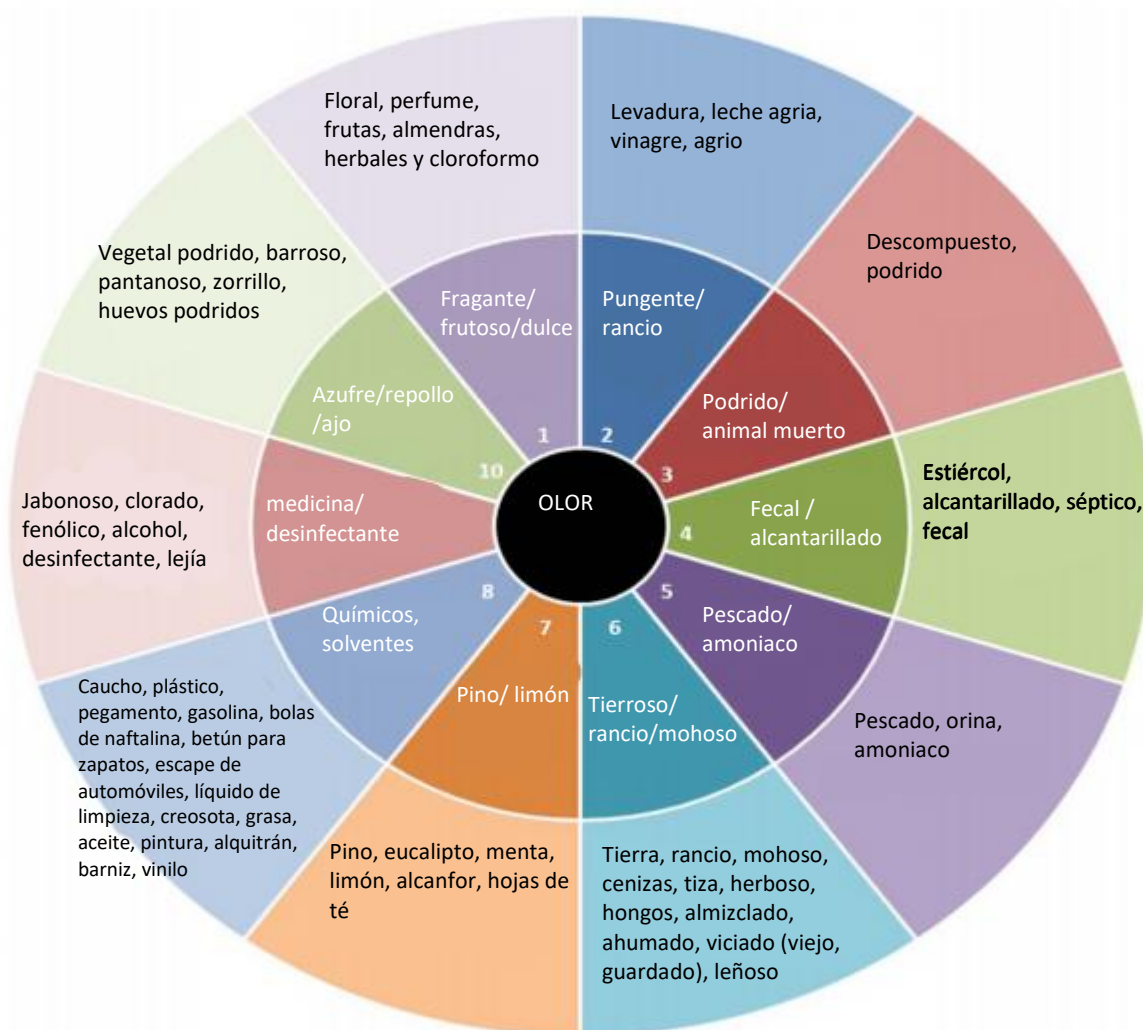 Floral, perfume,
frutas, almendras,
herbales y cloroformo
Levadura, leche agria,
vinagre, agrio
Descompuesto,
podrido
Estiércol,
alcantarillado, séptico,
fecal
Pescado, orina,
amoniaco
Tierra, rancio, mohoso,
cenizas, tiza, herboso,
hongos, almizclado,
ahumado, viciado (viejo,
guardado), leñoso
Pino, eucalipto, menta,
limón, alcanfor, hojas de
té
Caucho, plástico,
pegamento, gasolina, bolas
de naftalina, betún para
zapatos, escape de
automóviles, líquido de
limpieza, creosota, grasa,
aceite, pintura, alquitrán,
barniz, vinilo
Jabonoso, clorado,
fenólico, alcohol,
desinfectante, lejía
Vegetal podrido, barroso,
pantanoso, zorrillo,
huevos podridos
Fragante/
frutoso/dulce
1
Pungente/
rancio
2
Podrido/
animal muerto
3
Fecal /
alcantarillado
4
Pescado/
amoniaco
5
Tierroso/
rancio/mohoso
6
Pino/ limón
7
Químicos,
solventes
8
medicina/
desinfectante
Azufre/repollo
/ajo
10
OLOR